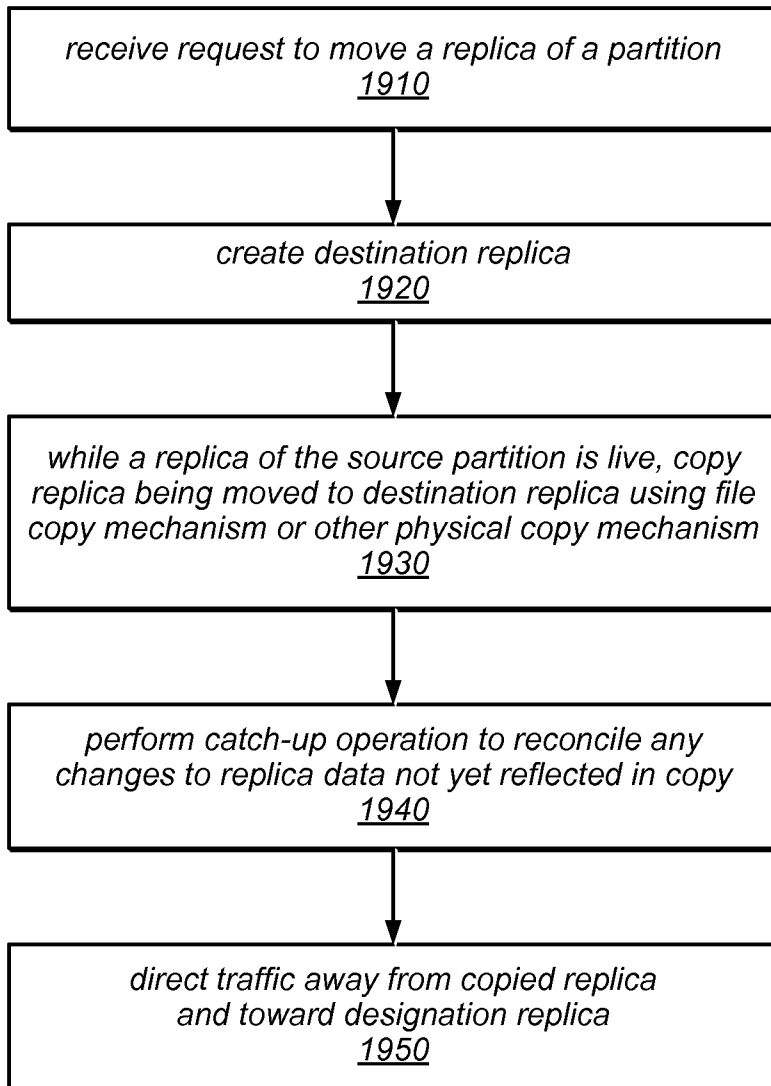 receive request to move a replica of a partition
1910
create destination replica
1920
while a replica of the source partition is live, copy
replica being moved to destination replica using file
copy mechanism or other physical copy mechanism
1930
perform catch-up operation to reconcile any
changes to replica data not yet reflected in copy
1940
direct traffic away from copied replica
and toward designation replica
1950